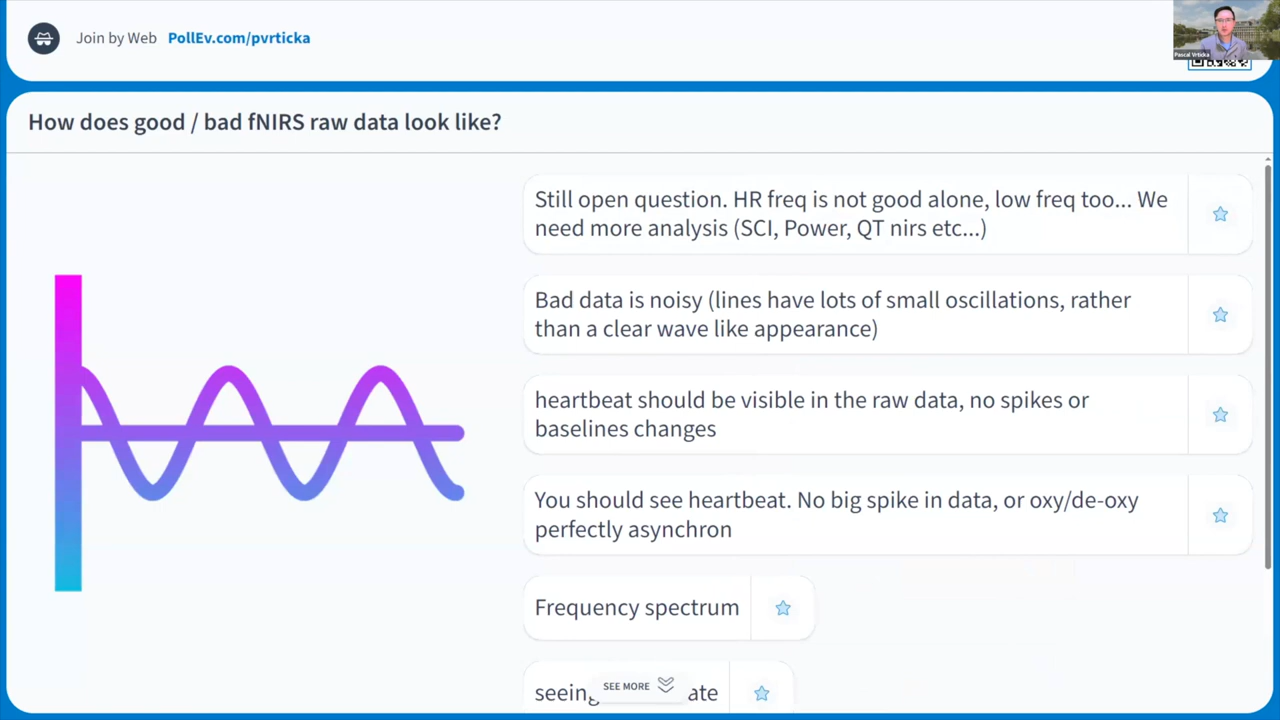 Join by Web PollEv.com/pvrticka
Pascal Vrticka
How does good / bad fNIRS raw data look like?
Still open question. HR freq is not good alone, low freq too... We
need more analysis (SCI, Power, QT nirs etc...)
Bad data is noisy (lines have lots of small oscillations, rather
than a clear wave like appearance)
heartbeat should be visible in the raw data, no spikes or
baselines changes
You should see heartbeat. No big spike in data, or oxy/de-oxy
perfectly asynchron
Frequency spectrum
seeing
SEE MORE